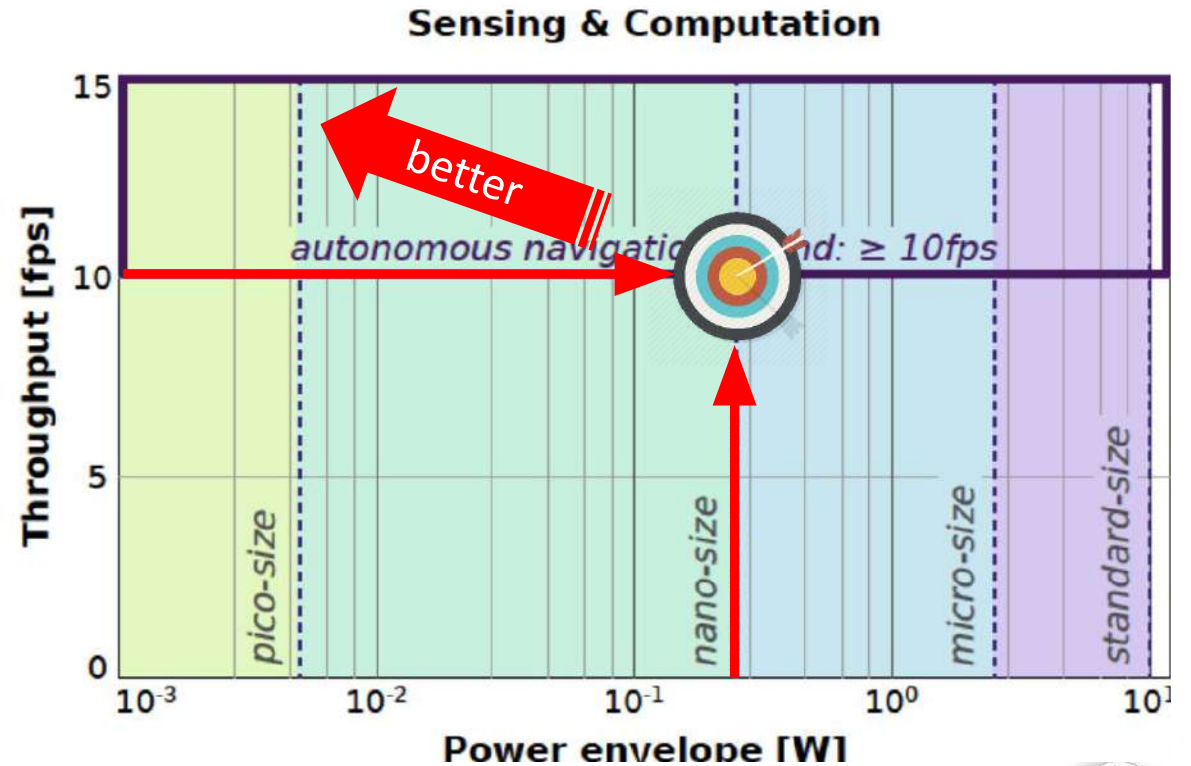 Sensing & Computation
15
better
autonomous navigatio nd: ≥ 10fps
10
Throughput [fps]
5
pico-size
nano-size
micro-size
standard-size
0
10⁻³
10⁻²
10⁻¹
10⁰
10¹
Power envelope [W]